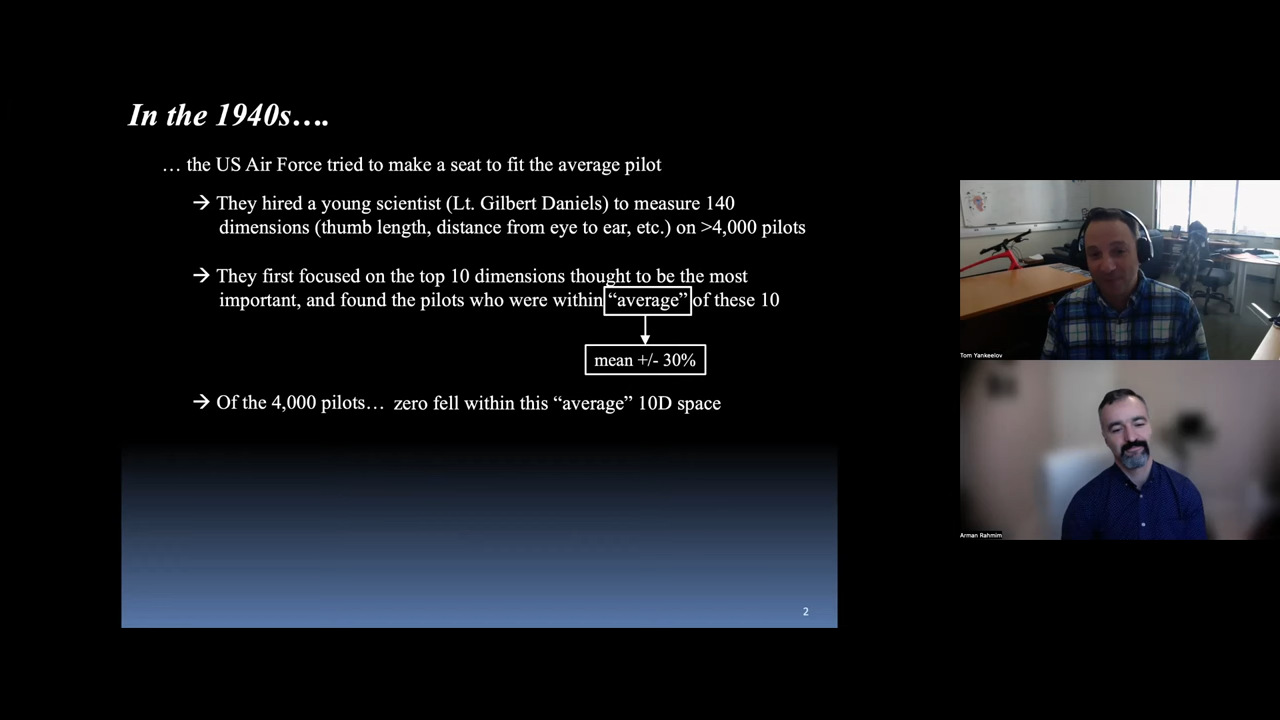 In the 1940s….
… the US Air Force tried to make a seat to fit the average pilot
→ They hired a young scientist (Lt. Gilbert Daniels) to measure 140
dimensions (thumb length, distance from eye to ear, etc.) on >4,000 pilots
→ They first focused on the top 10 dimensions thought to be the most
important, and found the pilots who were within “average” of these 10
mean +/- 30%
→ Of the 4,000 pilots… zero fell within this “average” 10D space
2
Tom Yankeelov
Arman Rahmim